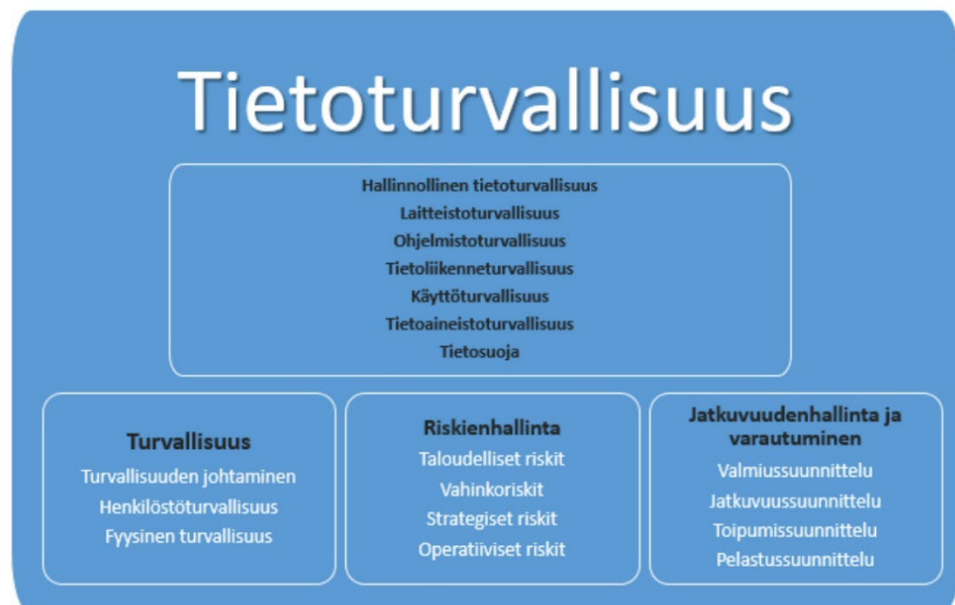 Tietoturvallisuus
Hallinnollinen tietoturvallisuus
Laitteistoturvallisuus
Ohjelmistoturvallisuus
Tietoliikenneturvallisuus
Käyttöturvallisuus
Tietoaineistoturvallisuus
Tietosuoja
Turvallisuus
Turvallisuuden johtaminen
Henkilöstöturvallisuus
Fyysinen turvallisuus
Riskienhallinta
Taloudelliset riskit
Vahinkoriskit
Strategiset riskit
Operatiiviset riskit
Jatkuvuudenhallinta ja
varautuminen
Valmiussuunnittelu
Jatkuvuussuunnittelu
Toipumissuunnittelu
Pelastussuunnittelu